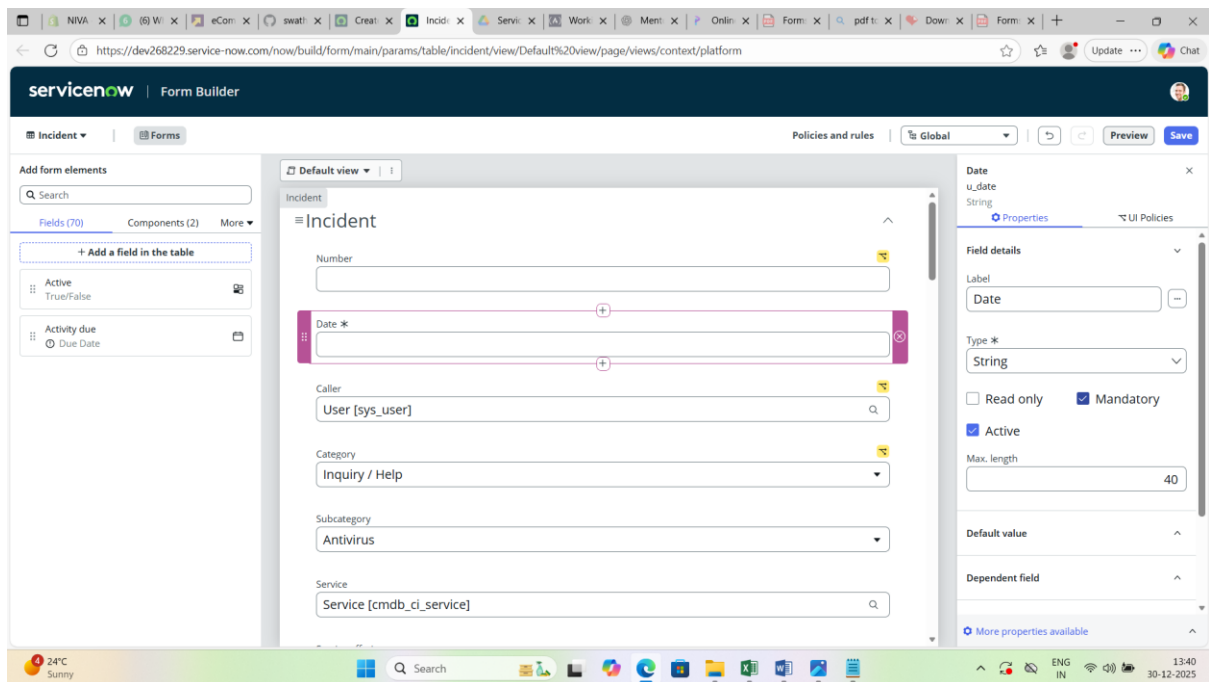 NIVA
(6) W
eCom
swath
Create
Incide
Servic
Work
Ment
Onlin
Form
pdf to
Down
Form
https://dev268229.service-now.com/now/build/form/main/params/table/incident/view/Default%20view/page/views/context/platform
Update
Chat
servicenow | Form Builder
Incident
Forms
Policies and rules
Global
Preview
Save
Add form elements
Search
Fields (70)
Components (2)
More
+ Add a field in the table
Active
True/False
Activity due
Due Date
Default view
Incident
Incident
Number
Date *
Caller
User [sys_user]
Category
Inquiry / Help
Subcategory
Antivirus
Service
Service [cmdb_ci_service]
Date
u_date
String
Properties
UI Policies
Field details
Label
Date
Type *
String
Read only
Mandatory
Active
Max. length
40
Default value
Dependent field
More properties available
4
24°C
Sunny
Search
ENG
IN
13:40
30-12-2025